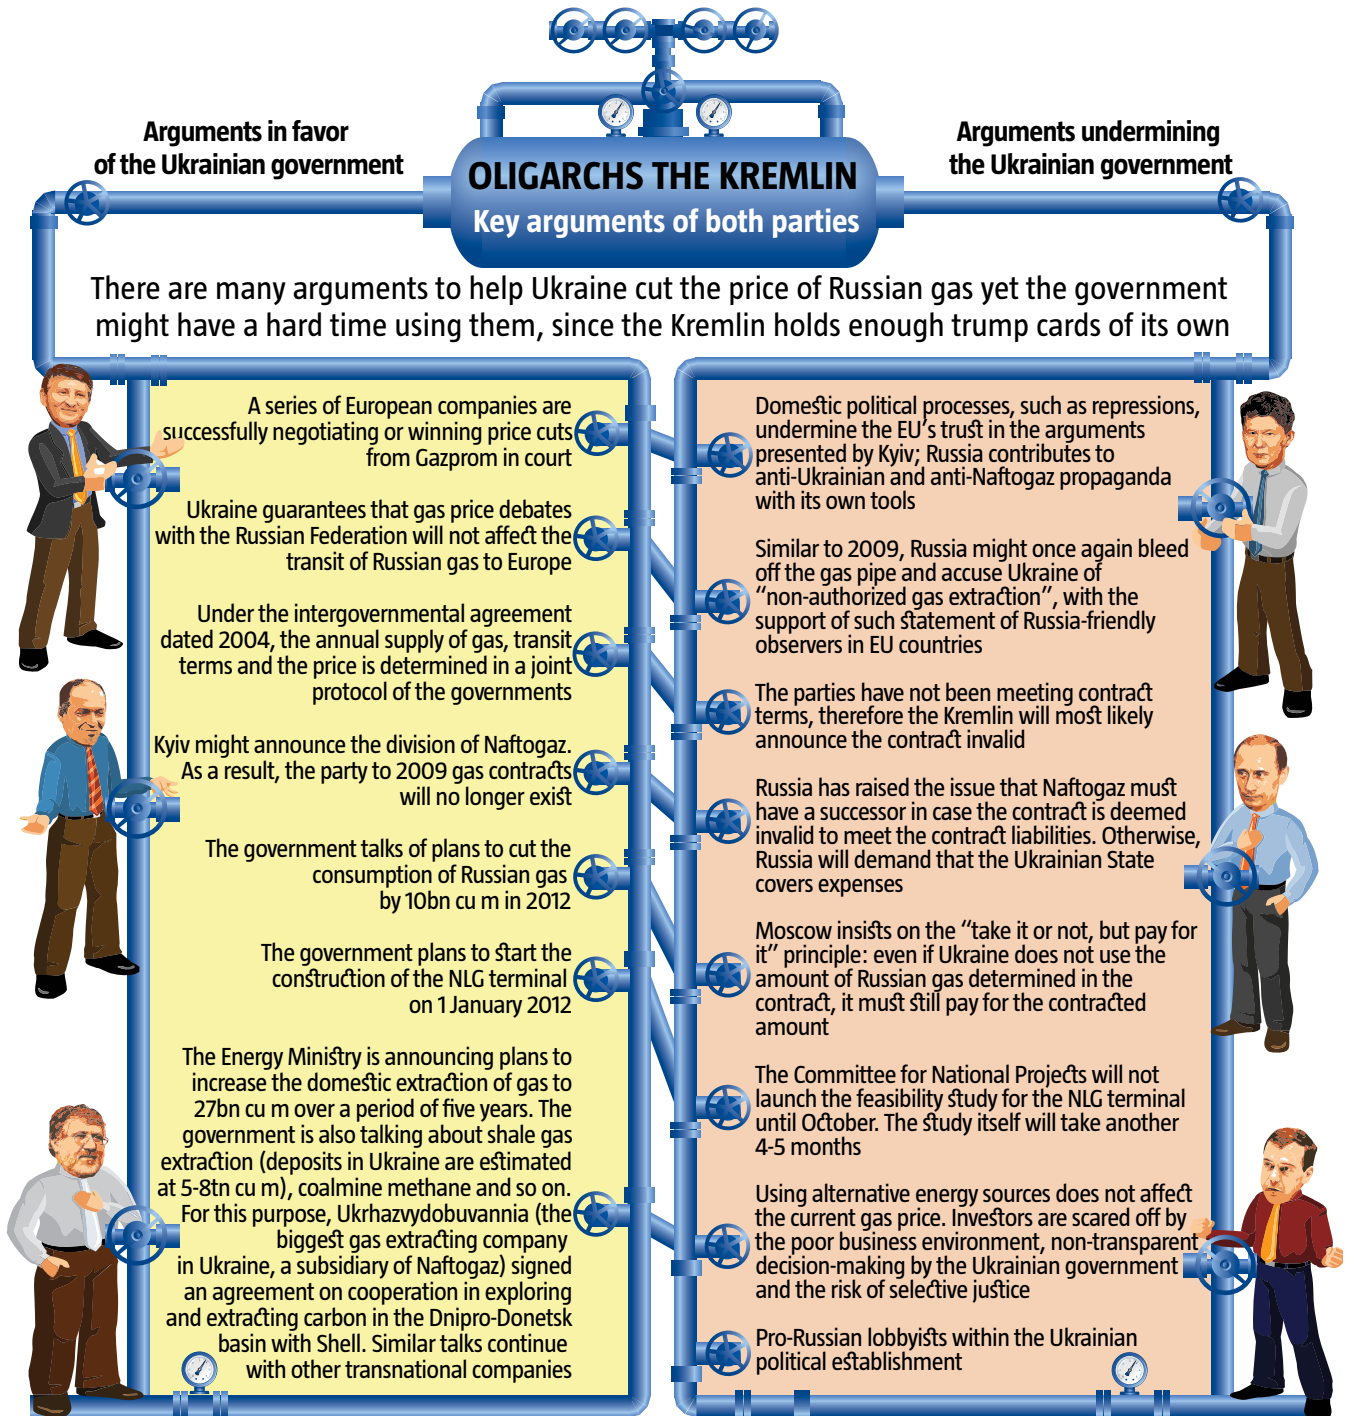 Arguments in favor
of the Ukrainian government
OLIGARCHS THE KREMLIN
Key arguments of both parties
Arguments undermining
the Ukrainian government
There are many arguments to help Ukraine cut the price of Russian gas yet the government
might have a hard time using them, since the Kremlin holds enough trump cards of its own
A series of European companies are
successfully negotiating or winning price cuts
from Gazprom in court
Ukraine guarantees that gas price debates
with the Russian Federation will not affect the
transit of Russian gas to Europe
Under the intergovernmental agreement
dated 2004, the annual supply of gas, transit
terms and the price is determined in a joint
protocol of the governments
Kyiv might announce the division of Naftogaz.
As a result, the party to 2009 gas contracts
will no longer exist
The government talks of plans to cut the
consumption of Russian gas
by 10bn cu m in 2012
The government plans to start the
construction of the NLG terminal
on 1 January 2012
The Energy Ministry is announcing plans to
increase the domestic extraction of gas to
27bn cu m over a period of five years. The
government is also talking about shale gas
extraction (deposits in Ukraine are estimated
at 5-8tn cu m), coalmine methane and so on.
For this purpose, Ukrhazvydobuvannia (the
biggest gas extracting company
in Ukraine, a subsidiary of Naftogaz) signed
an agreement on cooperation in exploring
and extracting carbon in the Dnipro-Donetsk
basin with Shell. Similar talks continue
with other transnational companies
Domestic political processes, such as repressions,
undermine the EU's trust in the arguments
presented by Kyiv; Russia contributes to
anti-Ukrainian and anti-Naftogaz propaganda
with its own tools
Similar to 2009, Russia might once again bleed
off the gas pipe and accuse Ukraine of
“non-authorized gas extraction”, with the
support of such statement of Russia-friendly
observers in EU countries
The parties have not been meeting contract
terms, therefore the Kremlin will most likely
announce the contract invalid
Russia has raised the issue that Naftogaz must
have a successor in case the contract is deemed
invalid to meet the contract liabilities. Otherwise,
Russia will demand that the Ukrainian State
covers expenses
Moscow insists on the “take it or not, but pay for
it” principle: even if Ukraine does not use the
amount of Russian gas determined in the
contract, it must still pay for the contracted
amount
The Committee for National Projects will not
launch the feasibility study for the NLG terminal
until October. The study itself will take another
4-5 months
Using alternative energy sources does not affect
the current gas price. Investors are scared off by
the poor business environment, non-transparent
decision-making by the Ukrainian government
and the risk of selective justice
Pro-Russian lobbyists within the Ukrainian
political establishment